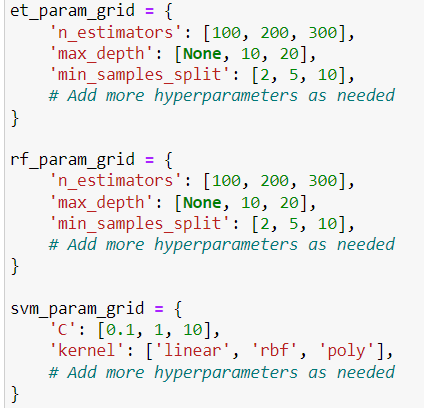 et_param_grid = {
    'n_estimators': [100, 200, 300],
    'max_depth': [None, 10, 20],
    'min_samples_split': [2, 5, 10],
    # Add more hyperparameters as needed
}
rf_param_grid = {
    'n_estimators': [100, 200, 300],
    'max_depth': [None, 10, 20],
    'min_samples_split': [2, 5, 10],
    # Add more hyperparameters as needed
}
svm_param_grid = {
    'C': [0.1, 1, 10],
    'kernel': ['linear', 'rbf', 'poly'],
    # Add more hyperparameters as needed
}